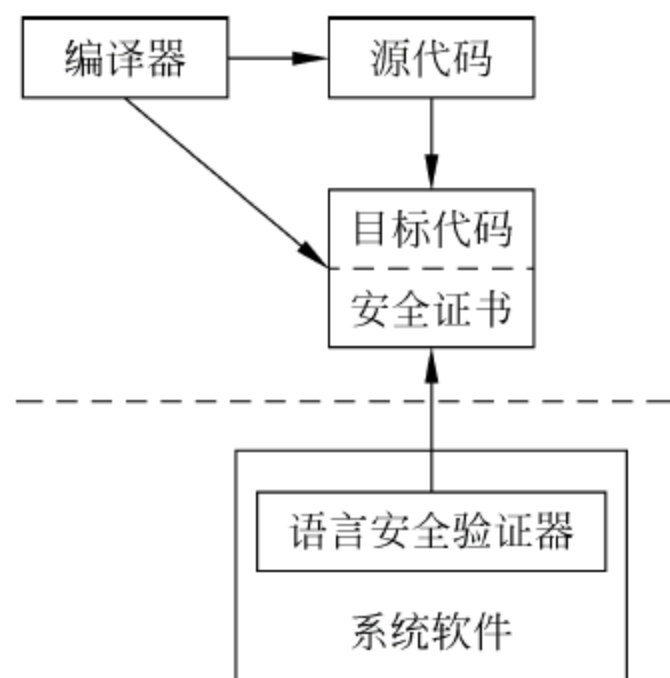 编译器
源代码
目标代码
安全证书
语言安全验证器
系统软件